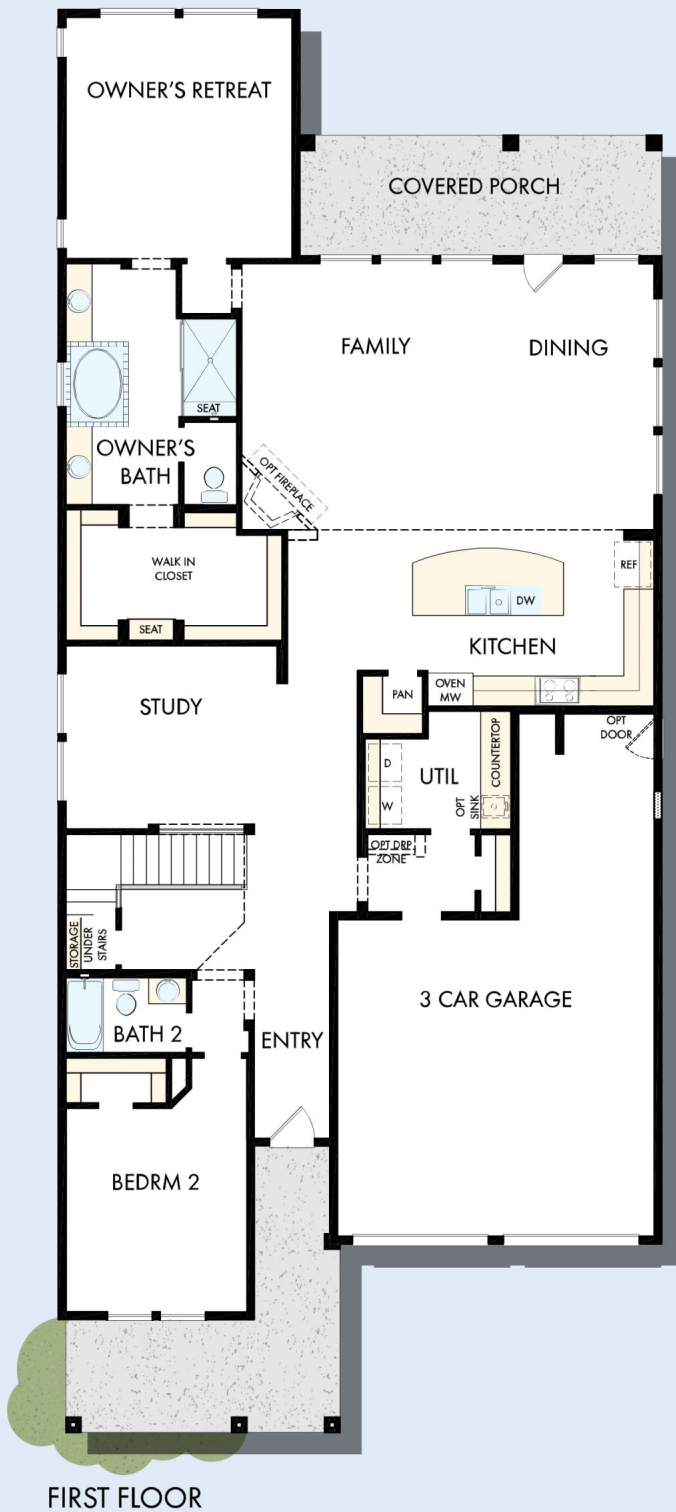 OWNER'S RETREAT
COVERED PORCH
FAMILY
DINING
SEAT
OWNER'S
BATH
OPT FIREPLACE
WALK IN
CLOSET
SEAT
REF
DW
KITCHEN
OVEN
MW
PAN
STUDY
OPT
DOOR
D
W
UTIL
COUNTERTOP
OPT
SINK
OPT DRP
ZONE
STORAGE
UNDER
STAIRS
3 CAR GARAGE
BATH 2
ENTRY
BEDRM 2
FIRST FLOOR